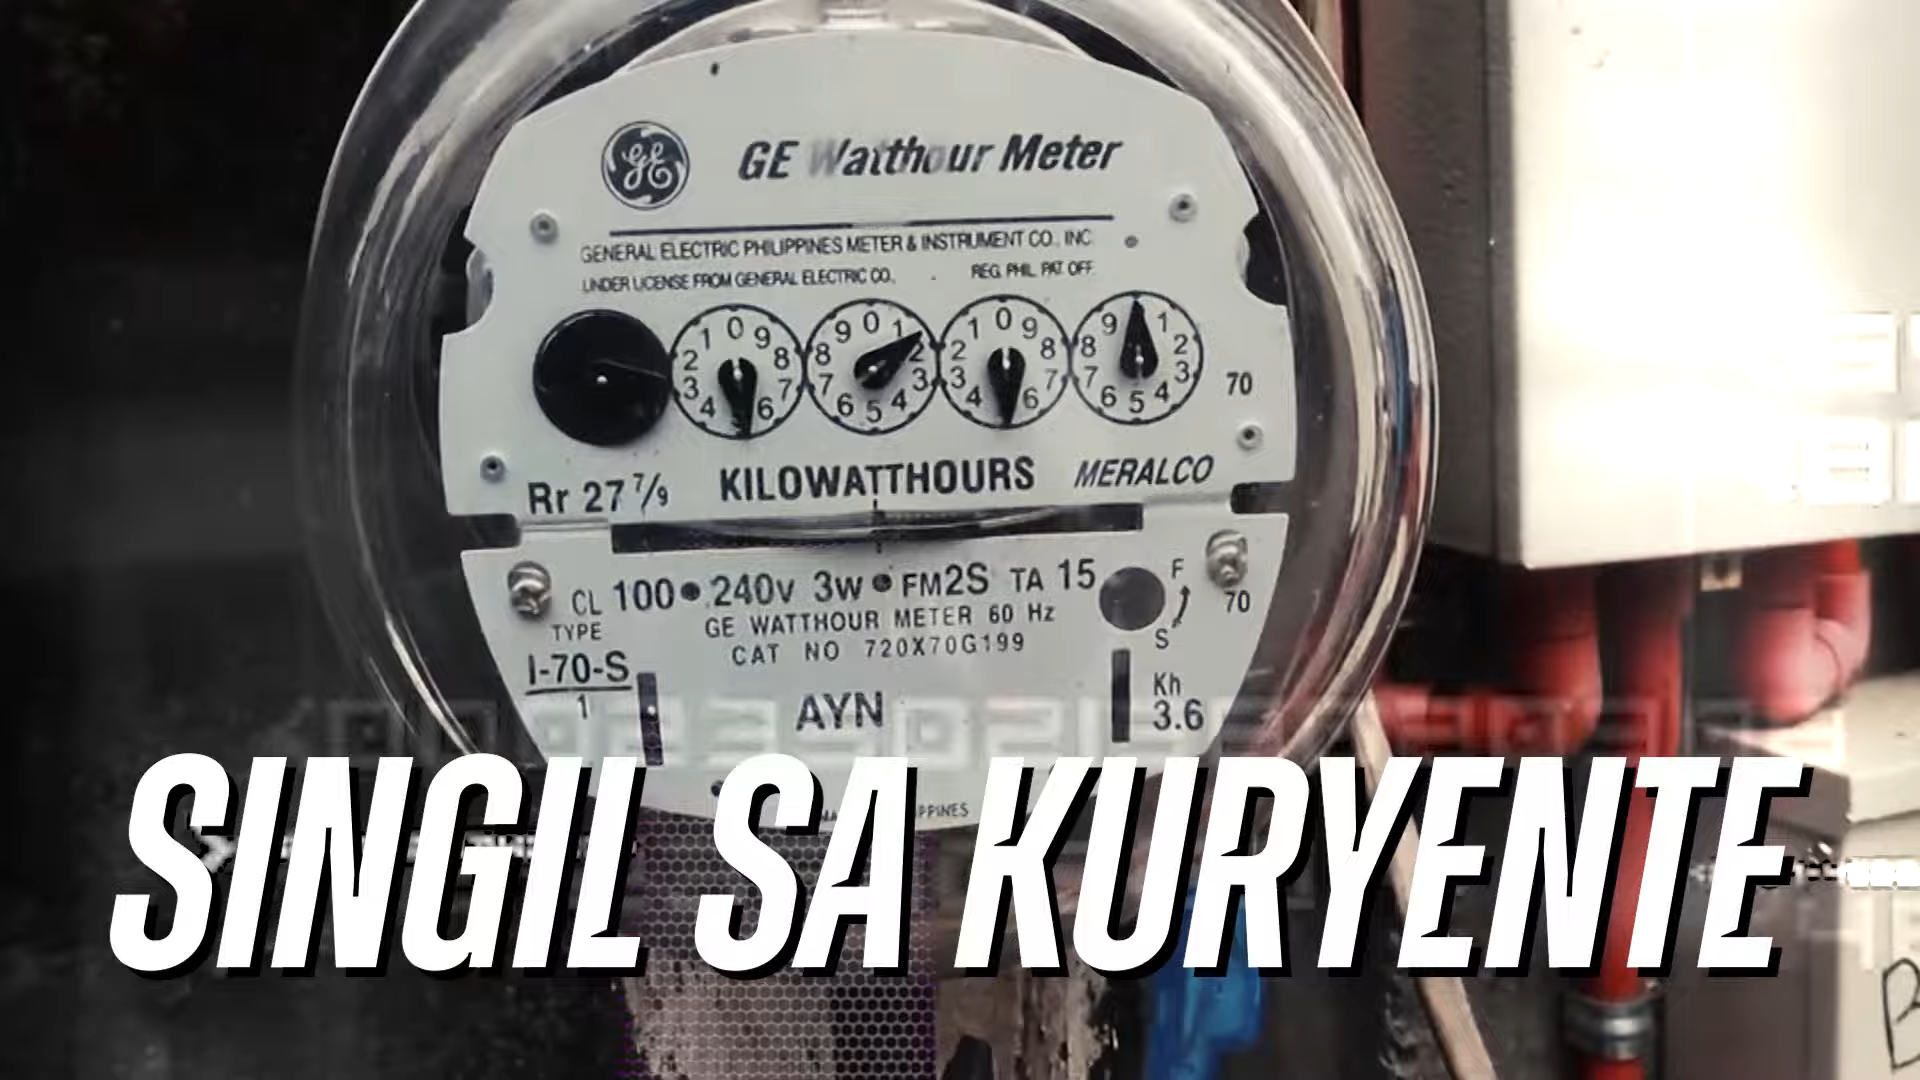 GE
GE Watthour Meter
GENERAL ELECTRIC PHILIPPINES METER & INSTRUMENT CO., INC.
UNDER LICENSE FROM GENERAL ELECTRIC CO. REG. PHIL. PAT. OFF.
1 0 9 2 8 3 7 4 6
9 0 1 8 2 7 3 6 5 4
1 0 9 2 8 3 7 4 6
9 1 8 2 7 3 6 5 4
70
Rr 27 7/9 KILOWATTHOURS MERALCO
CL 100 • 240V 3W • FM2S TA 15
F
S
70
TYPE
I-70-S
1
GE WATTHOUR METER 60 Hz
CAT NO 720X70G199
AYN
Kh
3.6
SINGIL SA KURYENTE
B